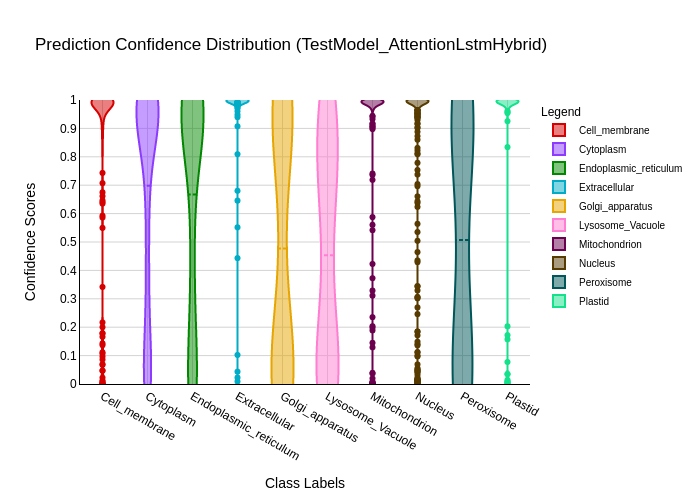 Prediction Confidence Distribution (TestModel_AttentionLstmHybrid)
Legend
Cell_membrane
Cytoplasm
Endoplasmic_reticulum
Extracellular
Golgi_apparatus
Lysosome_Vacuole
Mitochondrion
Nucleus
Peroxisome
Plastid
Confidence Scores
1
0.9
0.8
0.7
0.6
0.5
0.4
0.3
0.2
0.1
0
Cell_membrane
Cytoplasm
Endoplasmic_reticulum
Extracellular
Golgi_apparatus
Lysosome_Vacuole
Mitochondrion
Nucleus
Peroxisome
Plastid
Class Labels